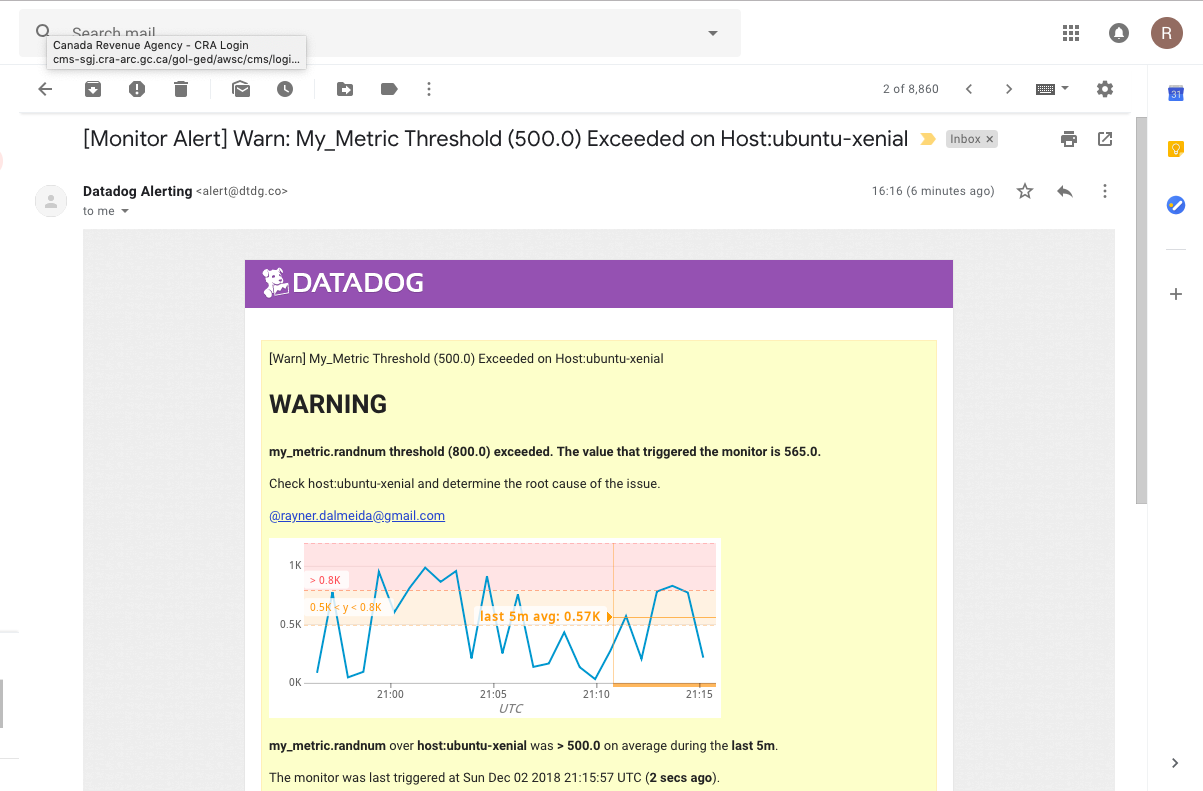 Search mail
Canada Revenue Agency - CRA Login
cms-sgj.cra-arc.gc.ca/gol-ged/awsc/cms/logi...
R
2 of 8,860
31
[Monitor Alert] Warn: My_Metric Threshold (500.0) Exceeded on Host:ubuntu-xenial
Inbox ×
Datadog Alerting <alert@dtdg.co>
16:16 (6 minutes ago)
to me
DATADOG
[Warn] My_Metric Threshold (500.0) Exceeded on Host:ubuntu-xenial
WARNING
my_metric.randnum threshold (800.0) exceeded. The value that triggered the monitor is 565.0.
Check host:ubuntu-xenial and determine the root cause of the issue.
@rayner.dalmeida@gmail.com
1K
> 0.8K
0.5K < y < 0.8K
last 5m avg: 0.57K
0.5K
0K
21:00 21:05 21:10 21:15
UTC
my_metric.randnum over host:ubuntu-xenial was > 500.0 on average during the last 5m.
The monitor was last triggered at Sun Dec 02 2018 21:15:57 UTC (2 secs ago).